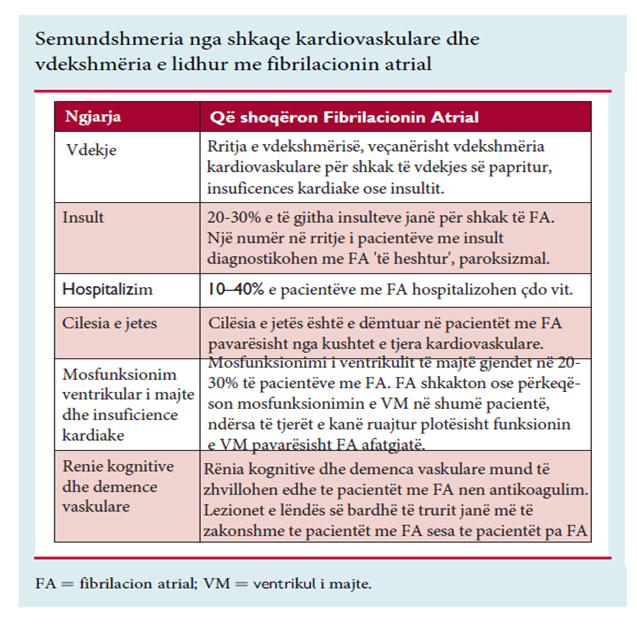 Semundshmeria nga shkaqe kardiovaskulare dhe
vdekshmëria e lidhur me fibrilacionin atrial
Ngjarja
Që shoqëron Fibrilacionin Atrial
Vdekje
Rritja e vdekshmërisë, veçanërisht vdekshmëria
kardiovaskulare për shkak të vdekjes së papritur,
insuficences kardiake ose insultit.
Insult
20-30% e të gjitha insulteve janë për shkak të FA.
Një numër në rritje i pacientëve me insult
diagnostikohen me FA 'të heshtur', paroksizmal.
Hospitalizim
10–40% e pacientëve me FA hospitalizohen çdo vit.
Cilesia e jetes
Cilësia e jetës është e dëmtuar në pacientët me FA
pavarësisht nga kushtet e tjera kardiovaskulare.
Mosfunksionim
ventrikular i majte
dhe insuficience
kardiake
Mosfunksionimi i ventrikulit të majtë gjendet në 20-
30% të pacientëve me FA. FA shkakton ose përkeqë-
son mosfunksionimin e VM në shumë pacientë,
ndërsa të tjerët e kanë ruajtur plotësisht funksionin
e VM pavarësisht FA afatgjatë.
Renie kognitive
dhe demence
vaskulare
Rënia kognitive dhe demenca vaskulare mund të
zhvillohen edhe te pacientët me FA nen antikoagulim.
Lezionet e lëndës së bardhë të trurit janë më të
zakonshme te pacientët me FA sesa te pacientët pa FA
FA = fibrilacion atrial; VM = ventrikul i majte.